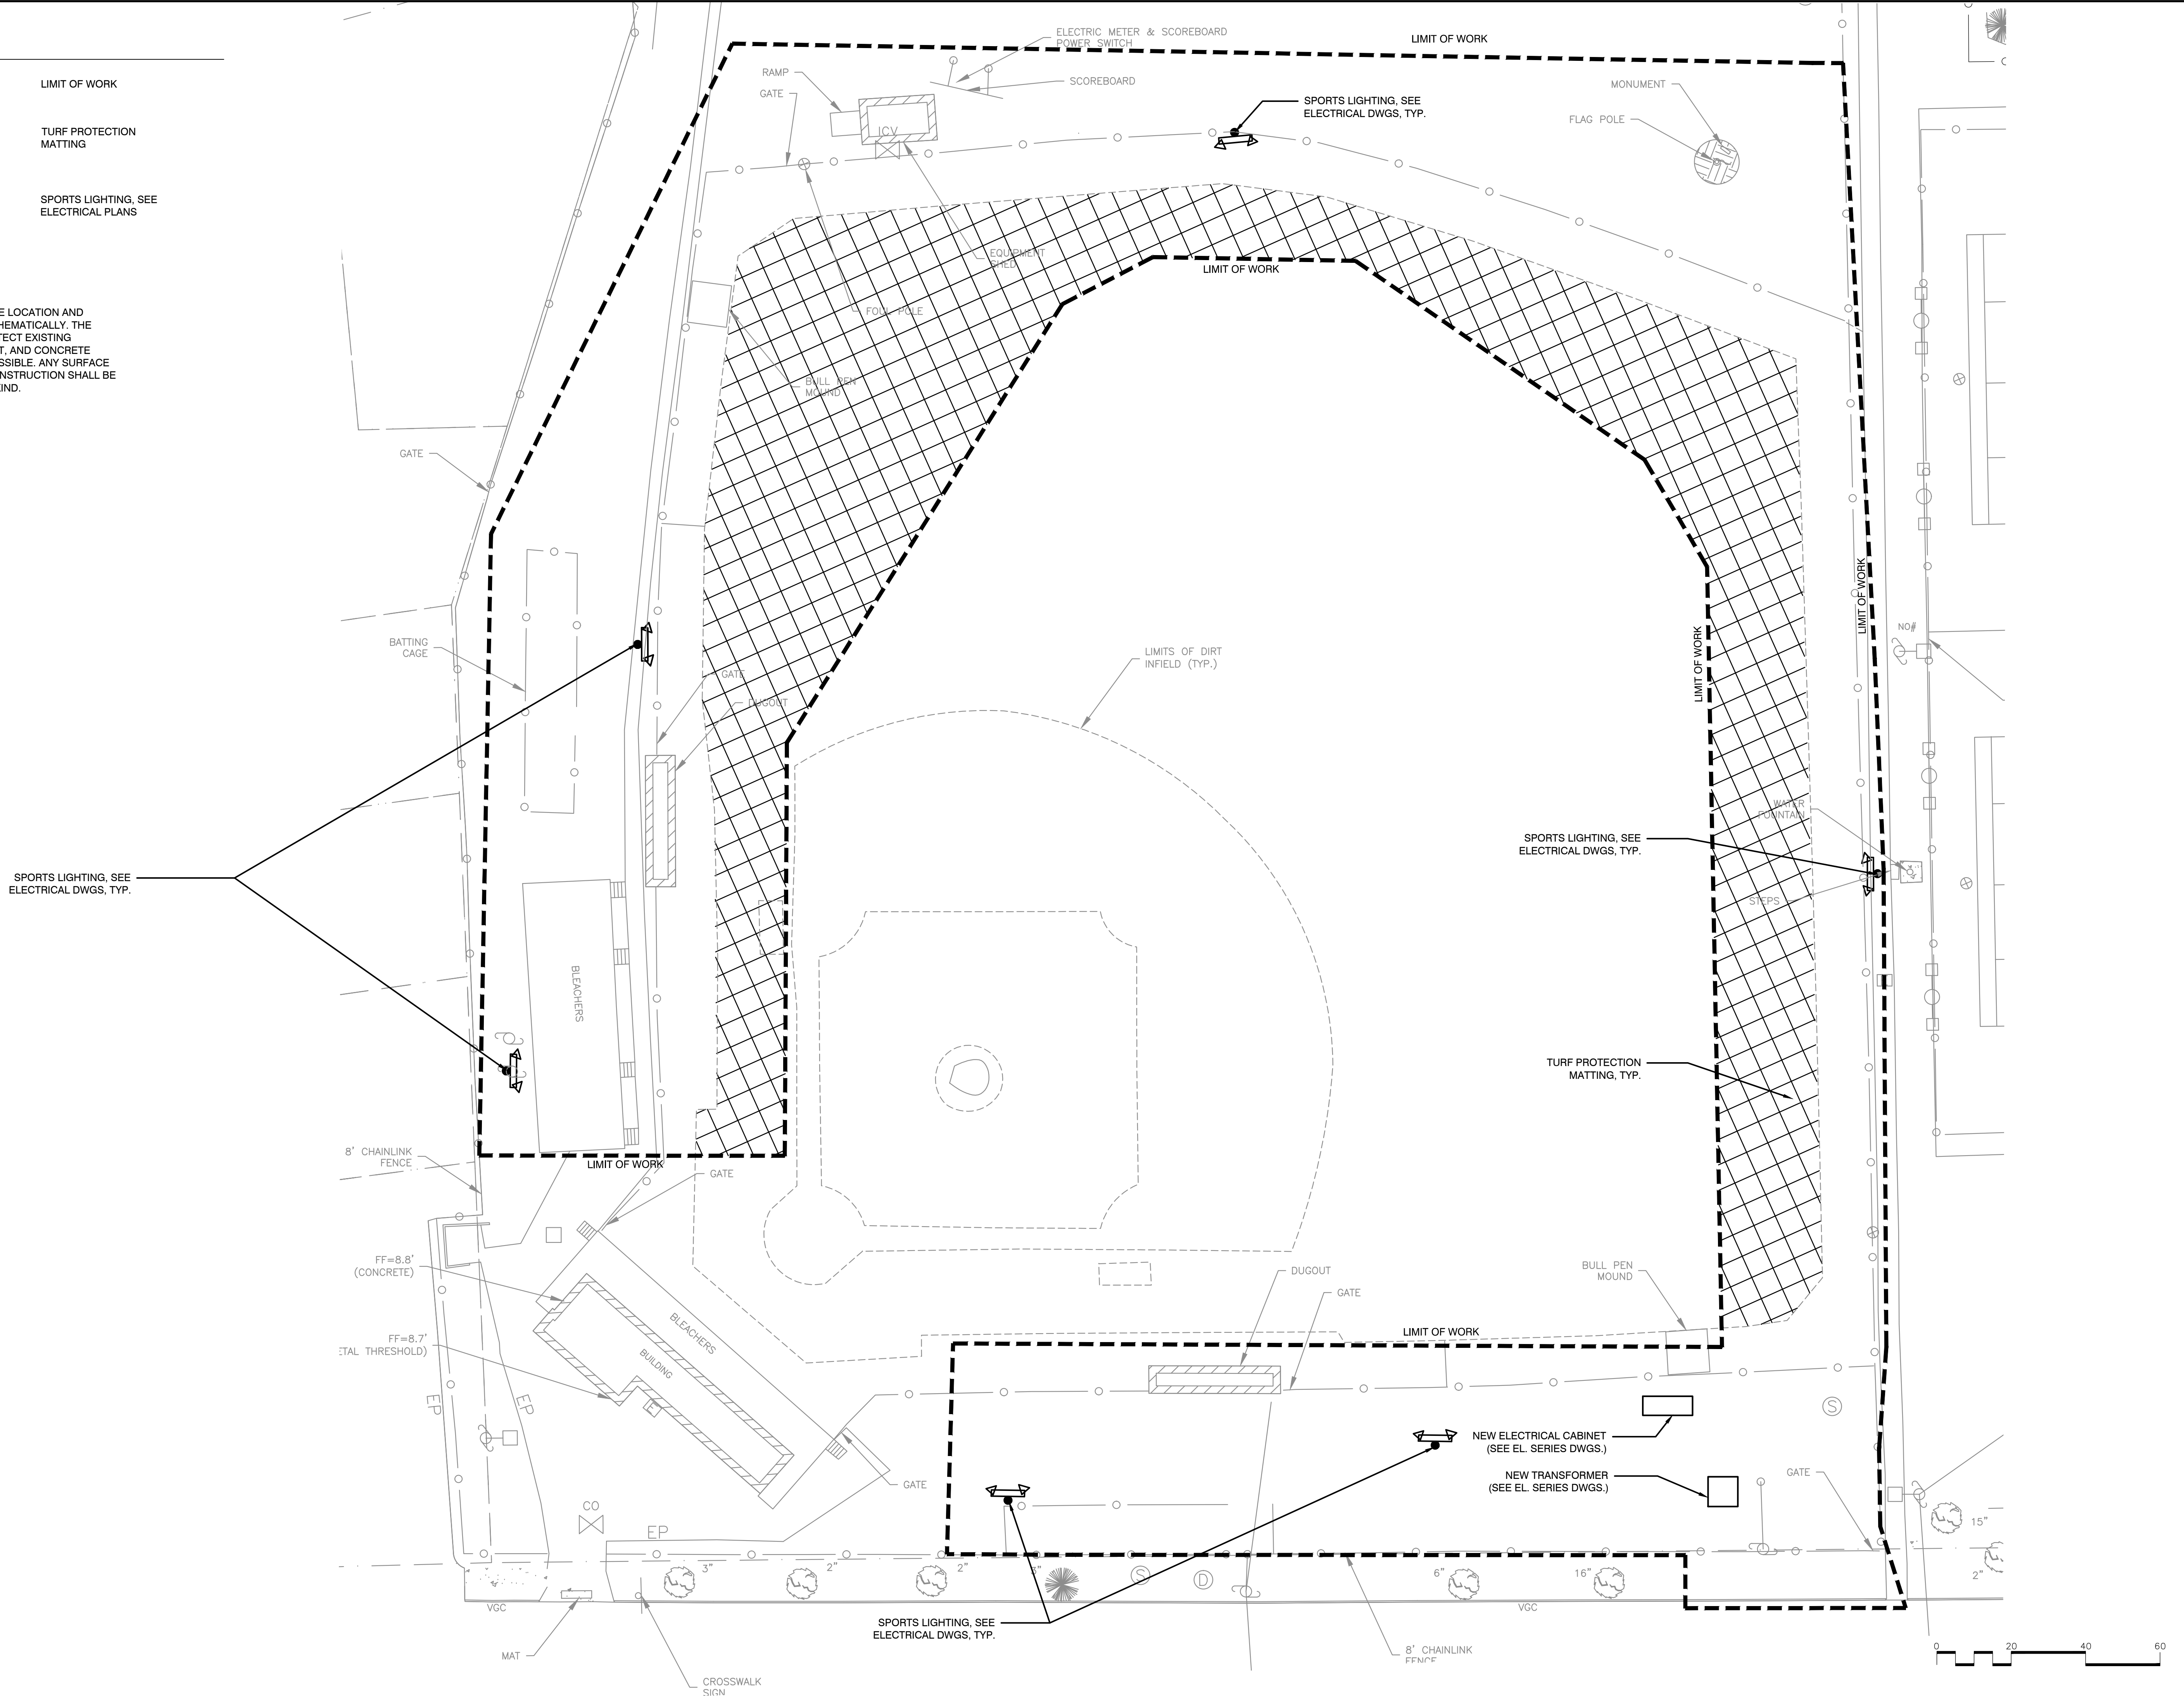 LIMIT OF WORK
TURF PROTECTION
MATTING
SPORTS LIGHTING, SEE
ELECTRICAL PLANS
E LOCATION AND
HEMATICALLY. THE
TECT EXISTING
T, AND CONCRETE
SSIBLE. ANY SURFACE
NSTRUCTION SHALL BE
KIND.
ELECTRIC METER & SCOREBOARD
POWER SWITCH
LIMIT OF WORK
RAMP
GATE
SCOREBOARD
ICV
SPORTS LIGHTING, SEE
ELECTRICAL DWGS, TYP.
MONUMENT
FLAG POLE
EQUIPMENT
SHED
LIMIT OF WORK
FOUL POLE
BULL PEN
MOUND
GATE
BATTING
CAGE
LIMITS OF DIRT
INFIELD (TYP.)
GATE
DUGOUT
LIMIT OF WORK
LIMIT OF WORK
NO#
WATER
FOUNTAIN
SPORTS LIGHTING, SEE
ELECTRICAL DWGS, TYP.
STEPS
SPORTS LIGHTING, SEE
ELECTRICAL DWGS, TYP.
BLEACHERS
TURF PROTECTION
MATTING, TYP.
8' CHAINLINK
FENCE
LIMIT OF WORK
GATE
FF=8.8'
(CONCRETE)
FF=8.7'
ETAL THRESHOLD)
BLEACHERS
BUILDING
E
EP
EP
DUGOUT
GATE
LIMIT OF WORK
BULL PEN
MOUND
S
NEW ELECTRICAL CABINET
(SEE EL. SERIES DWGS.)
NEW TRANSFORMER
(SEE EL. SERIES DWGS.)
GATE
GATE
CO
EP
3"
2"
2"
8"
S
D
6"
16"
15"
2"
VGC
VGC
MAT
CROSSWALK
SIGN
SPORTS LIGHTING, SEE
ELECTRICAL DWGS, TYP.
8' CHAINLINK
FENCE
0 20 40 60